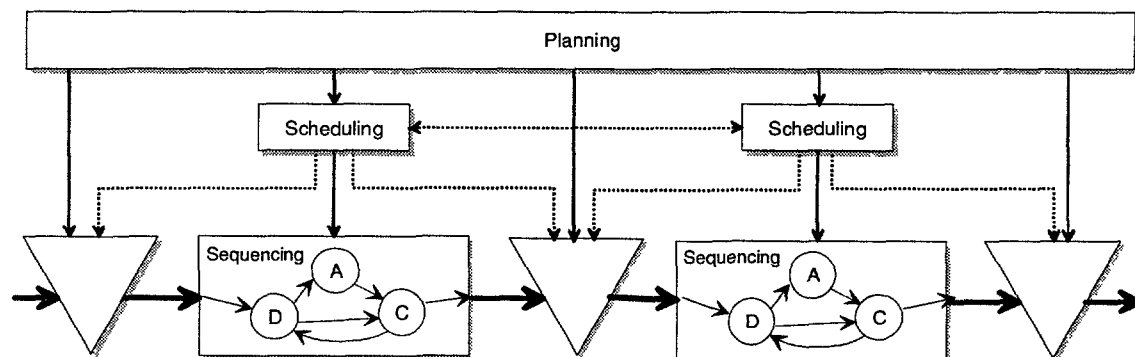 Planning
Scheduling
Scheduling
Sequencing
A
D
C
Sequencing
A
D
C